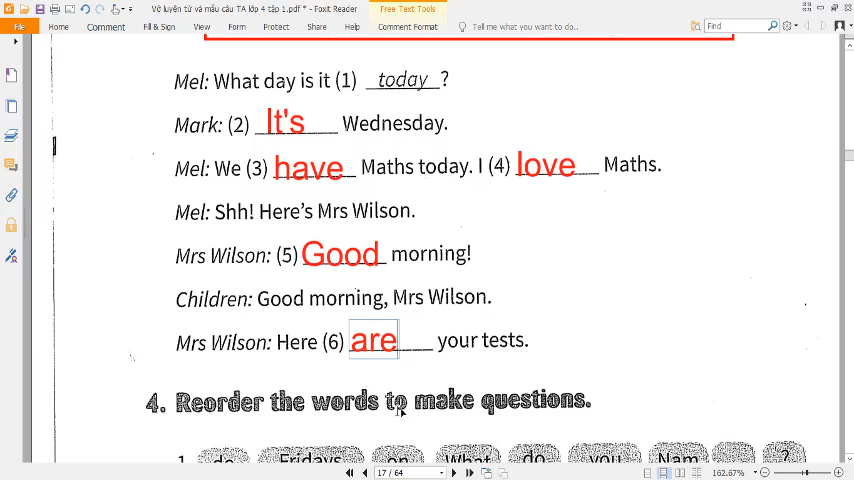 Vở luyện từ và mẫu câu TA lớp 4 tập 1.pdf * - Foxit Reader
Free Text Tools
File Home Comment Fill & Sign Form Protect Share Help Comment Format Tell me what you want to do... Find
Mel: What day is it (1) today?
Mark: (2) It's Wednesday.
Mel: We (3) have Maths today. I (4) love Maths.
Mel: Shh! Here's Mrs Wilson.
Mrs Wilson: (5) Good morning!
Children: Good morning, Mrs Wilson.
Mrs Wilson: Here (6) are your tests.
4. Reorder the words to make questions.
1. do Fridays on What do you Nam ?
17 / 64 162.67%